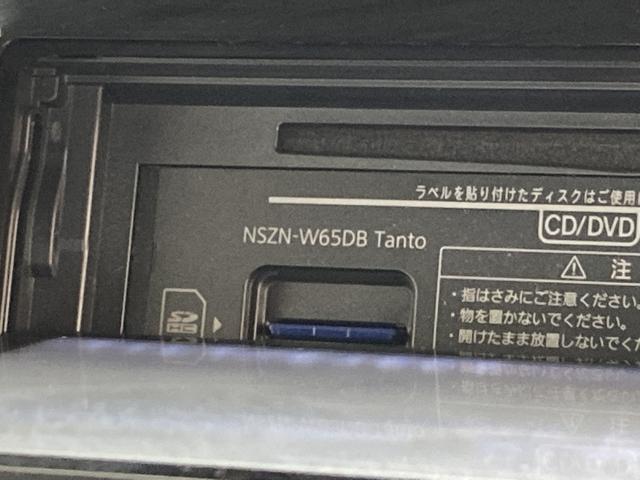 ラベルを貼り付けたディスクはご使用に
CD/DVD
NSZN-W65DB Tanto
注
SD
HC
・指はさみにご注意ください。
・物を置かないでください。
・開けたまま放置しないでくだ